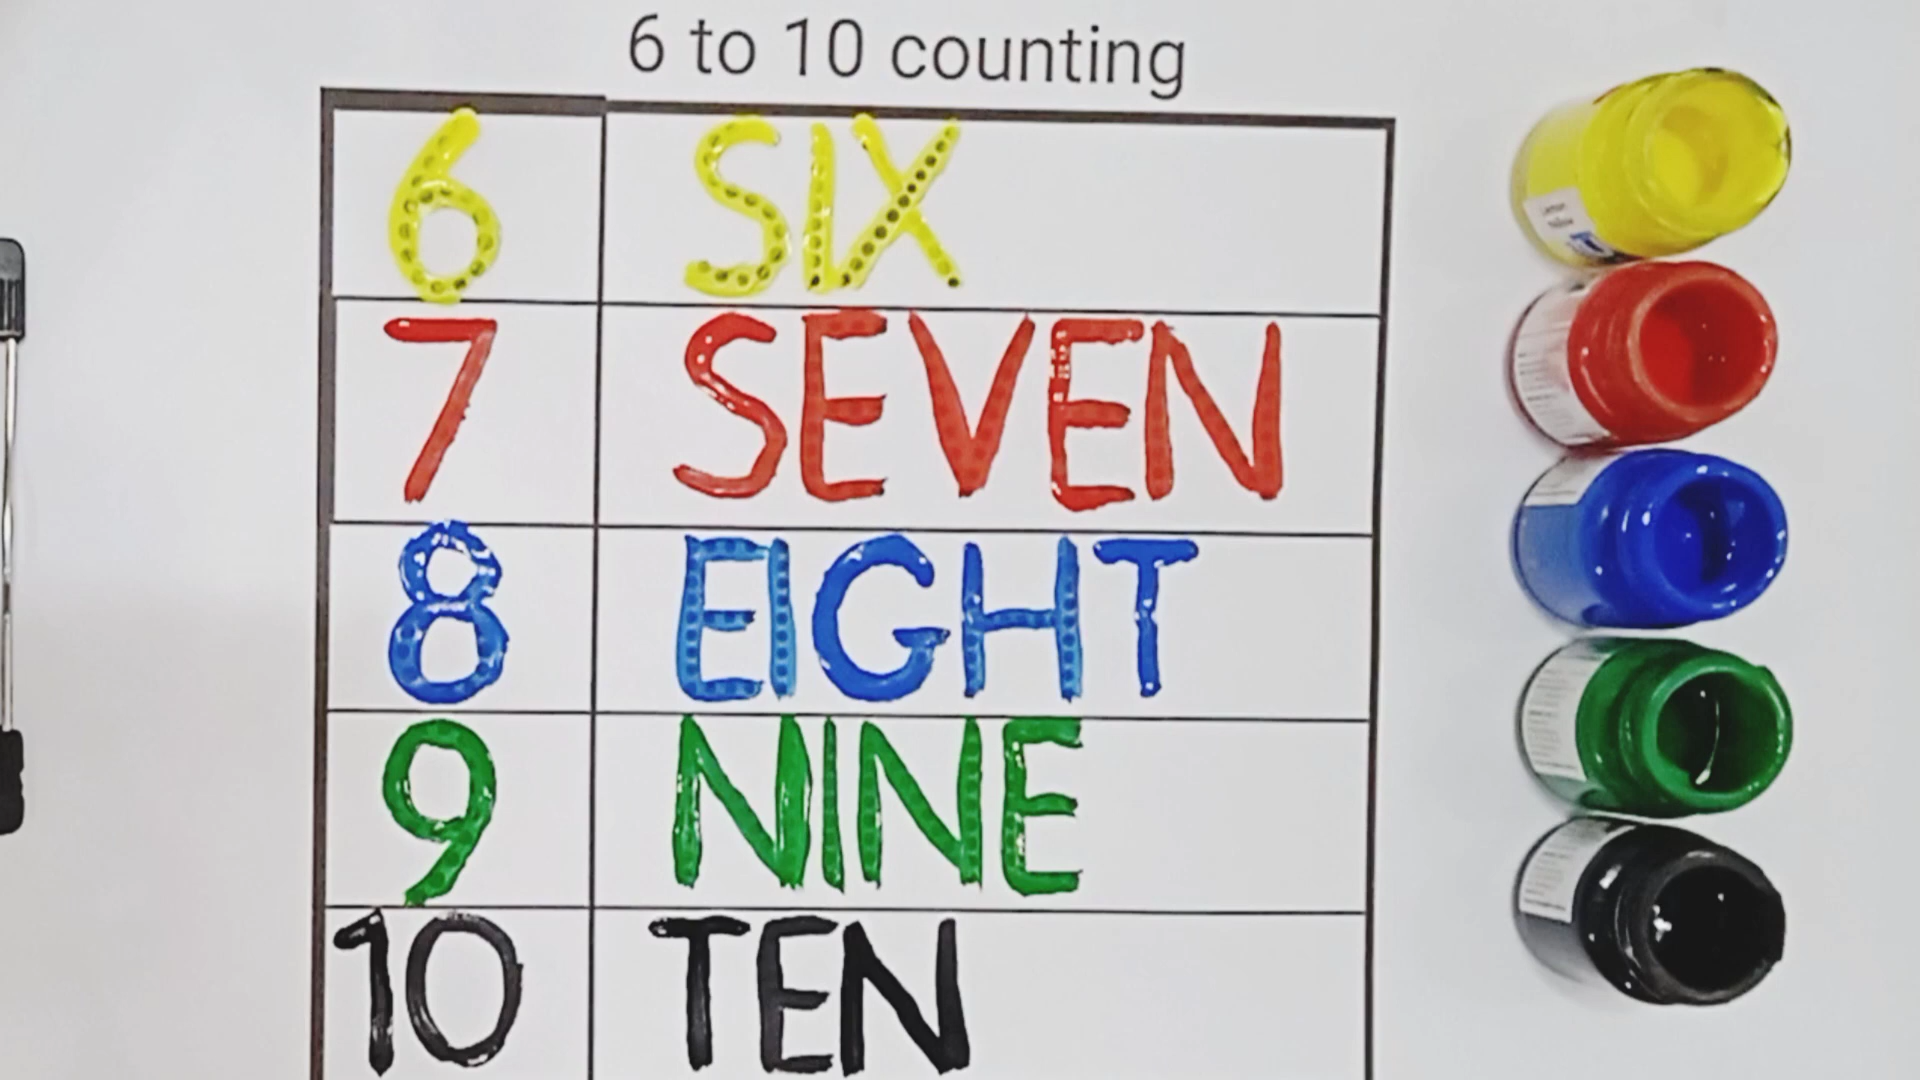 6 to 10 counting
6 SIX
7 SEVEN
8 EIGHT
9 NINE
10 TEN